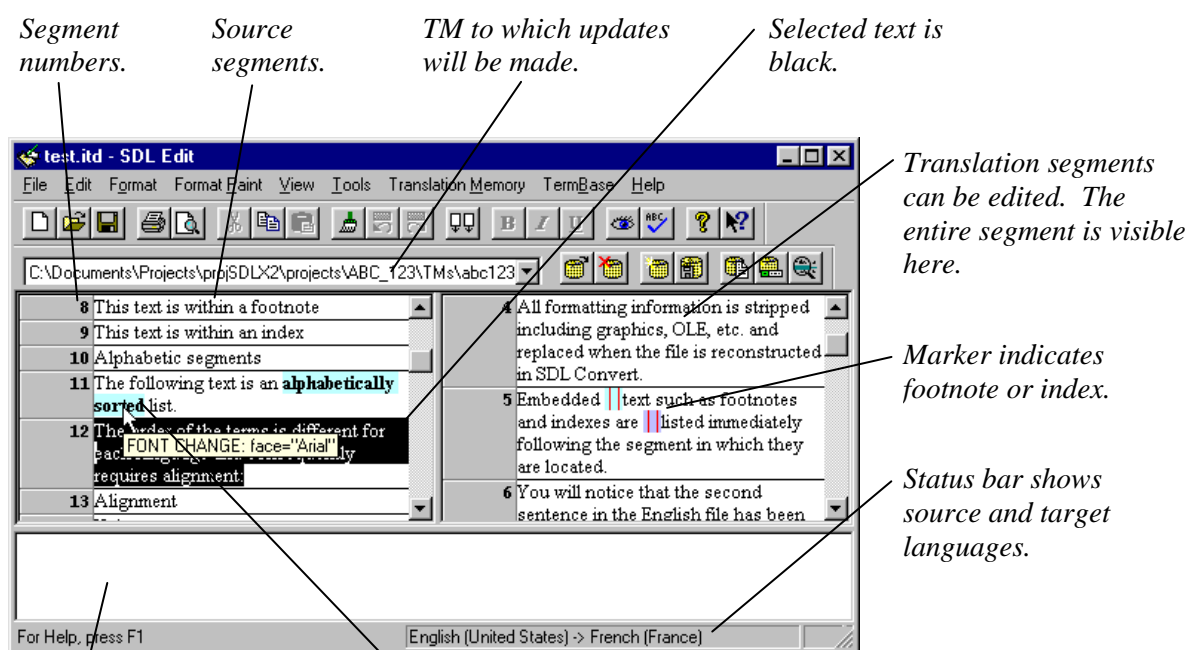 Segment numbers.
Source segments.
TM to which updates will be made.
Selected text is black.
test.itd - SDL Edit
File Edit Format Format Paint View Tools Translation Memory TermBase Help
B I U ABC ? ?
C:\Documents\Projects\projSDLX2\projects\ABC_123\TMs\abc123
8 This text is within a footnote
9 This text is within an index
10 Alphabetic segments
11 The following text is an alphabetically
sorted list.
12 The order of the terms is different for
each
requires alignment:
FONT CHANGE: face="Arial"
13 Alignment
4 All formatting information is stripped
including graphics, OLE, etc. and
replaced when the file is reconstructed
in SDL Convert.
5 Embedded text such as footnotes
and indexes are listed immediately
following the segment in which they
are located.
6 You will notice that the second
sentence in the English file has been
For Help, press F1
English (United States) -> French (France)
Translation segments
can be edited. The
entire segment is visible
here.
Marker indicates
footnote or index.
Status bar shows
source and target
languages.